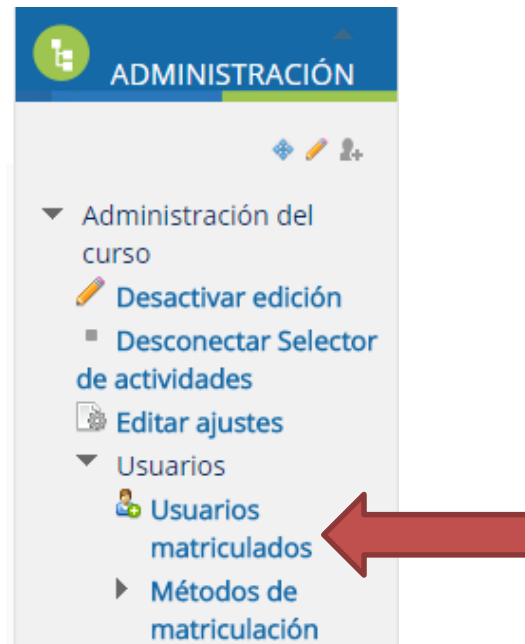 ADMINISTRACIÓN
Administración del
curso
Desactivar edición
Desconectar Selector
de actividades
Editar ajustes
Usuarios
Usuarios
matriculados
Métodos de
matriculación